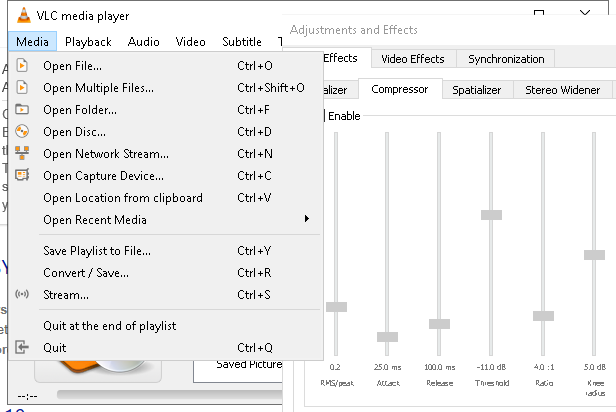 VLC media player
Media Playback Audio Video Subtitle
Open File... Ctrl+O
Open Multiple Files... Ctrl+Shift+O
Open Folder... Ctrl+F
Open Disc... Ctrl+D
Open Network Stream... Ctrl+N
Open Capture Device... Ctrl+C
Open Location from clipboard Ctrl+V
Open Recent Media
Save Playlist to File... Ctrl+Y
Convert / Save... Ctrl+R
Stream... Ctrl+S
Quit at the end of playlist
Quit Ctrl+Q
Saved Picture
--:--
Adjustments and Effects
Effects Video Effects Synchronization
alizer Compressor Spatializer Stereo Widener
Enable
0.2 25.0 ms 100.0 ms -11.0 dB 4.0 :1 5.0 dB
RMS/peak Attack Release Threshold Ratio Knee
radius